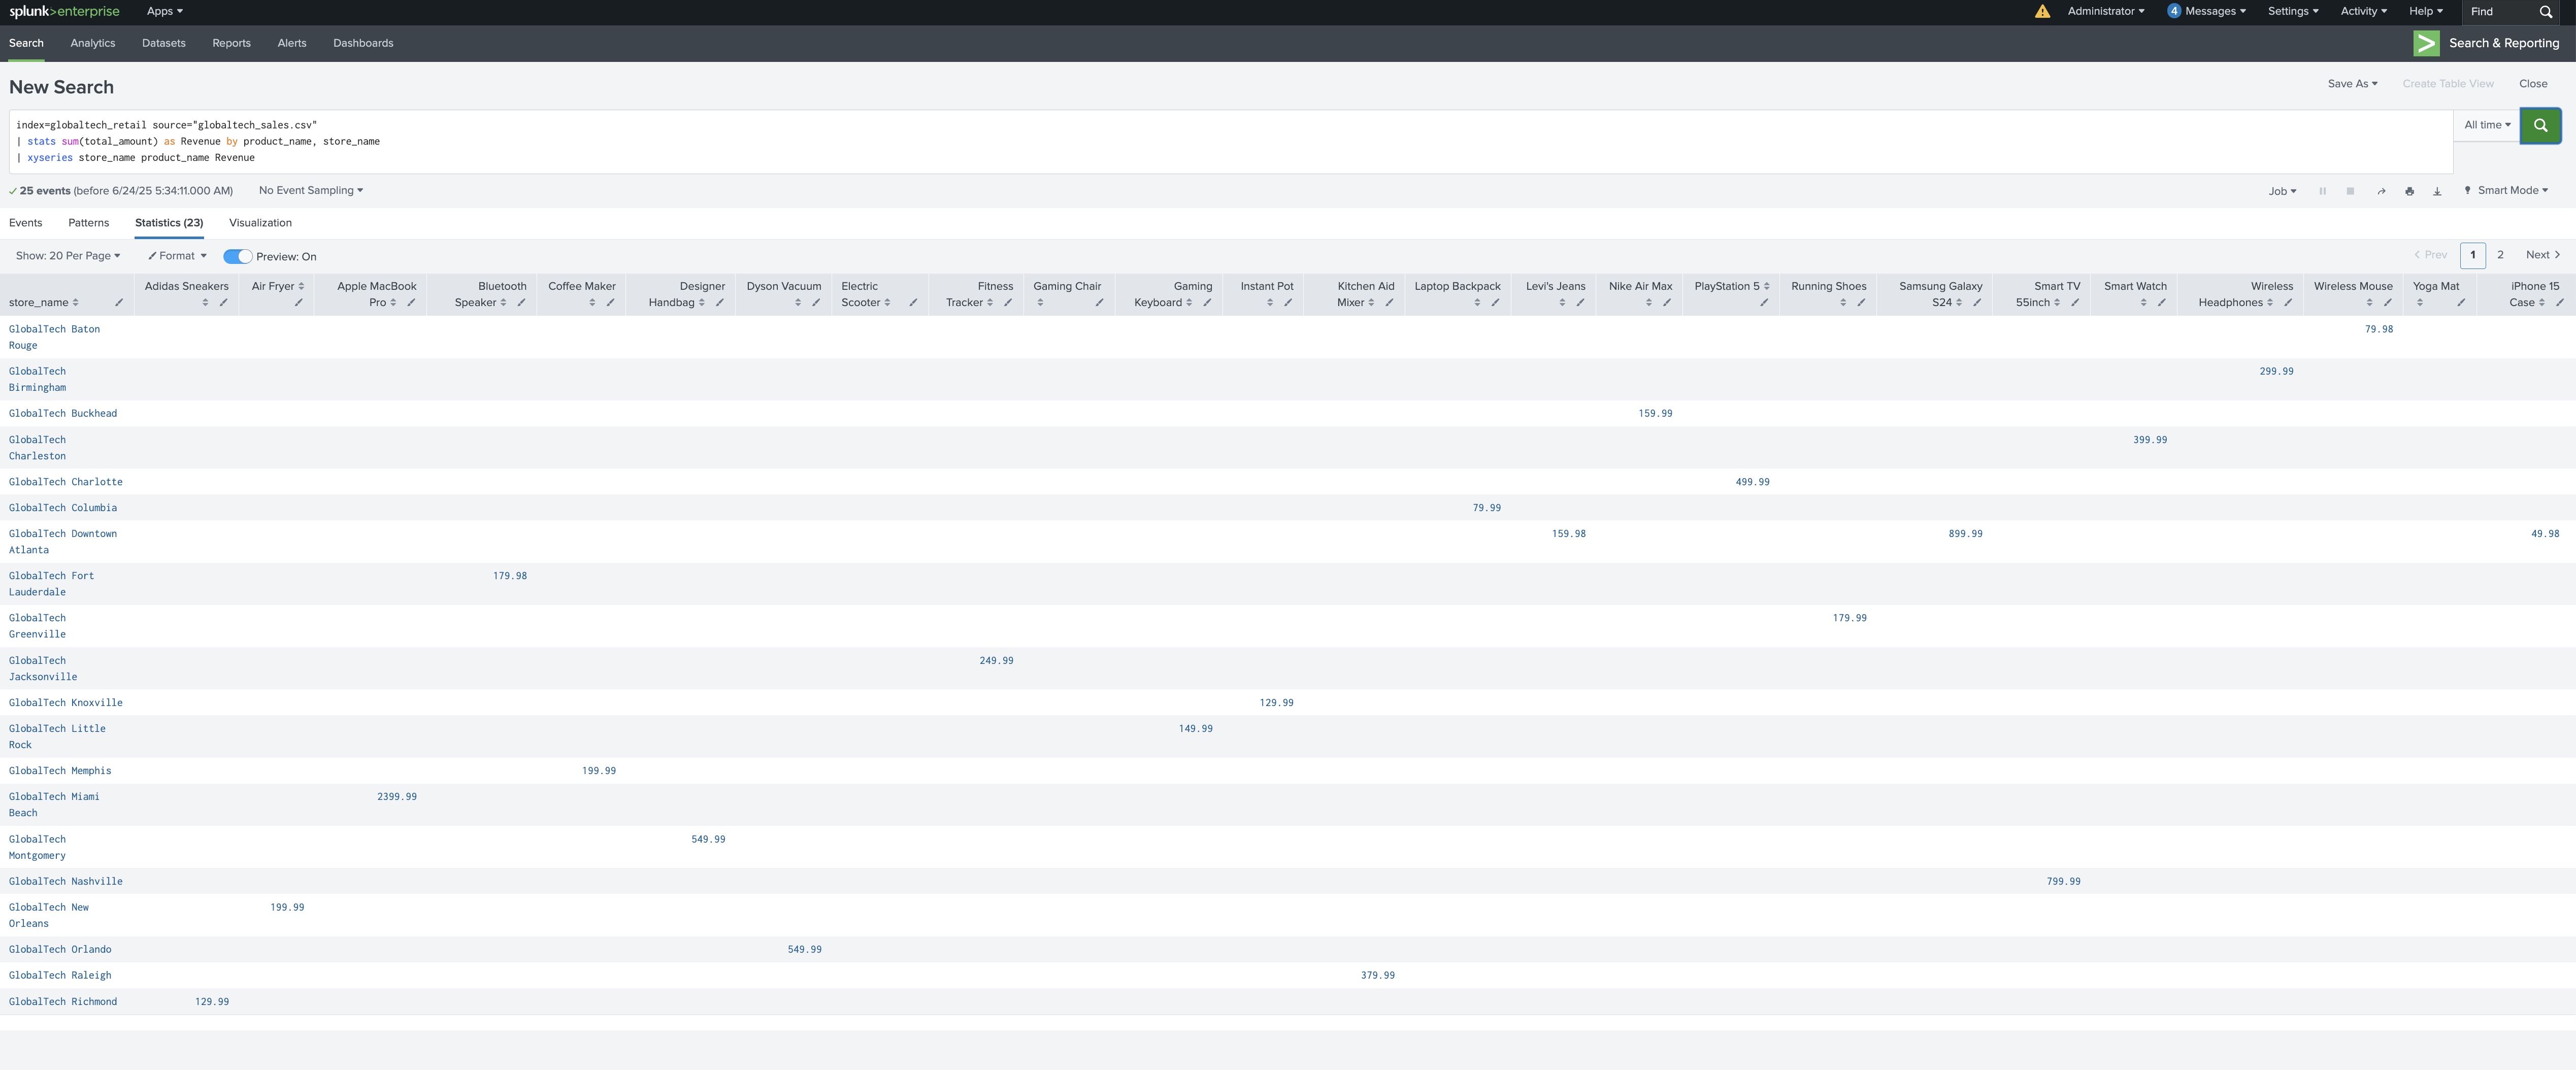 splunk>enterprise Apps Administrator 4 Messages Settings Activity Help Find
Search Analytics Datasets Reports Alerts Dashboards Search & Reporting
New Search Save As Create Table View Close
index=globaltech_retail source="globaltech_sales.csv" All time
| stats sum(total_amount) as Revenue by product_name, store_name
| xyseries store_name product_name Revenue
25 events (before 6/24/25 5:34:11.000 AM) No Event Sampling Job Smart Mode
Events Patterns Statistics (23) Visualization
Show: 20 Per Page Format Preview: On < Prev 1 2 Next >
Adidas Sneakers Air Fryer Apple MacBook Bluetooth Coffee Maker Designer Dyson Vacuum Electric Fitness Gaming Chair Gaming Instant Pot Kitchen Aid Laptop Backpack Levi's Jeans Nike Air Max PlayStation 5 Running Shoes Samsung Galaxy Smart TV Smart Watch Wireless Wireless Mouse Yoga Mat iPhone 15
store_name Pro Speaker Handbag Scooter Tracker Keyboard Mixer S24 55inch Headphones Case
GlobalTech Baton 79.98
Rouge
GlobalTech 299.99
Birmingham
GlobalTech Buckhead 159.99
GlobalTech 399.99
Charleston
GlobalTech Charlotte 499.99
GlobalTech Columbia 79.99
GlobalTech Downtown 159.98 899.99 49.98
Atlanta
GlobalTech Fort 179.98
Lauderdale
GlobalTech 179.99
Greenville
GlobalTech 249.99
Jacksonville
GlobalTech Knoxville 129.99
GlobalTech Little 149.99
Rock
GlobalTech Memphis 199.99
GlobalTech Miami 2399.99
Beach
GlobalTech 549.99
Montgomery
GlobalTech Nashville 799.99
GlobalTech New 199.99
Orleans
GlobalTech Orlando 549.99
GlobalTech Raleigh 379.99
GlobalTech Richmond 129.99